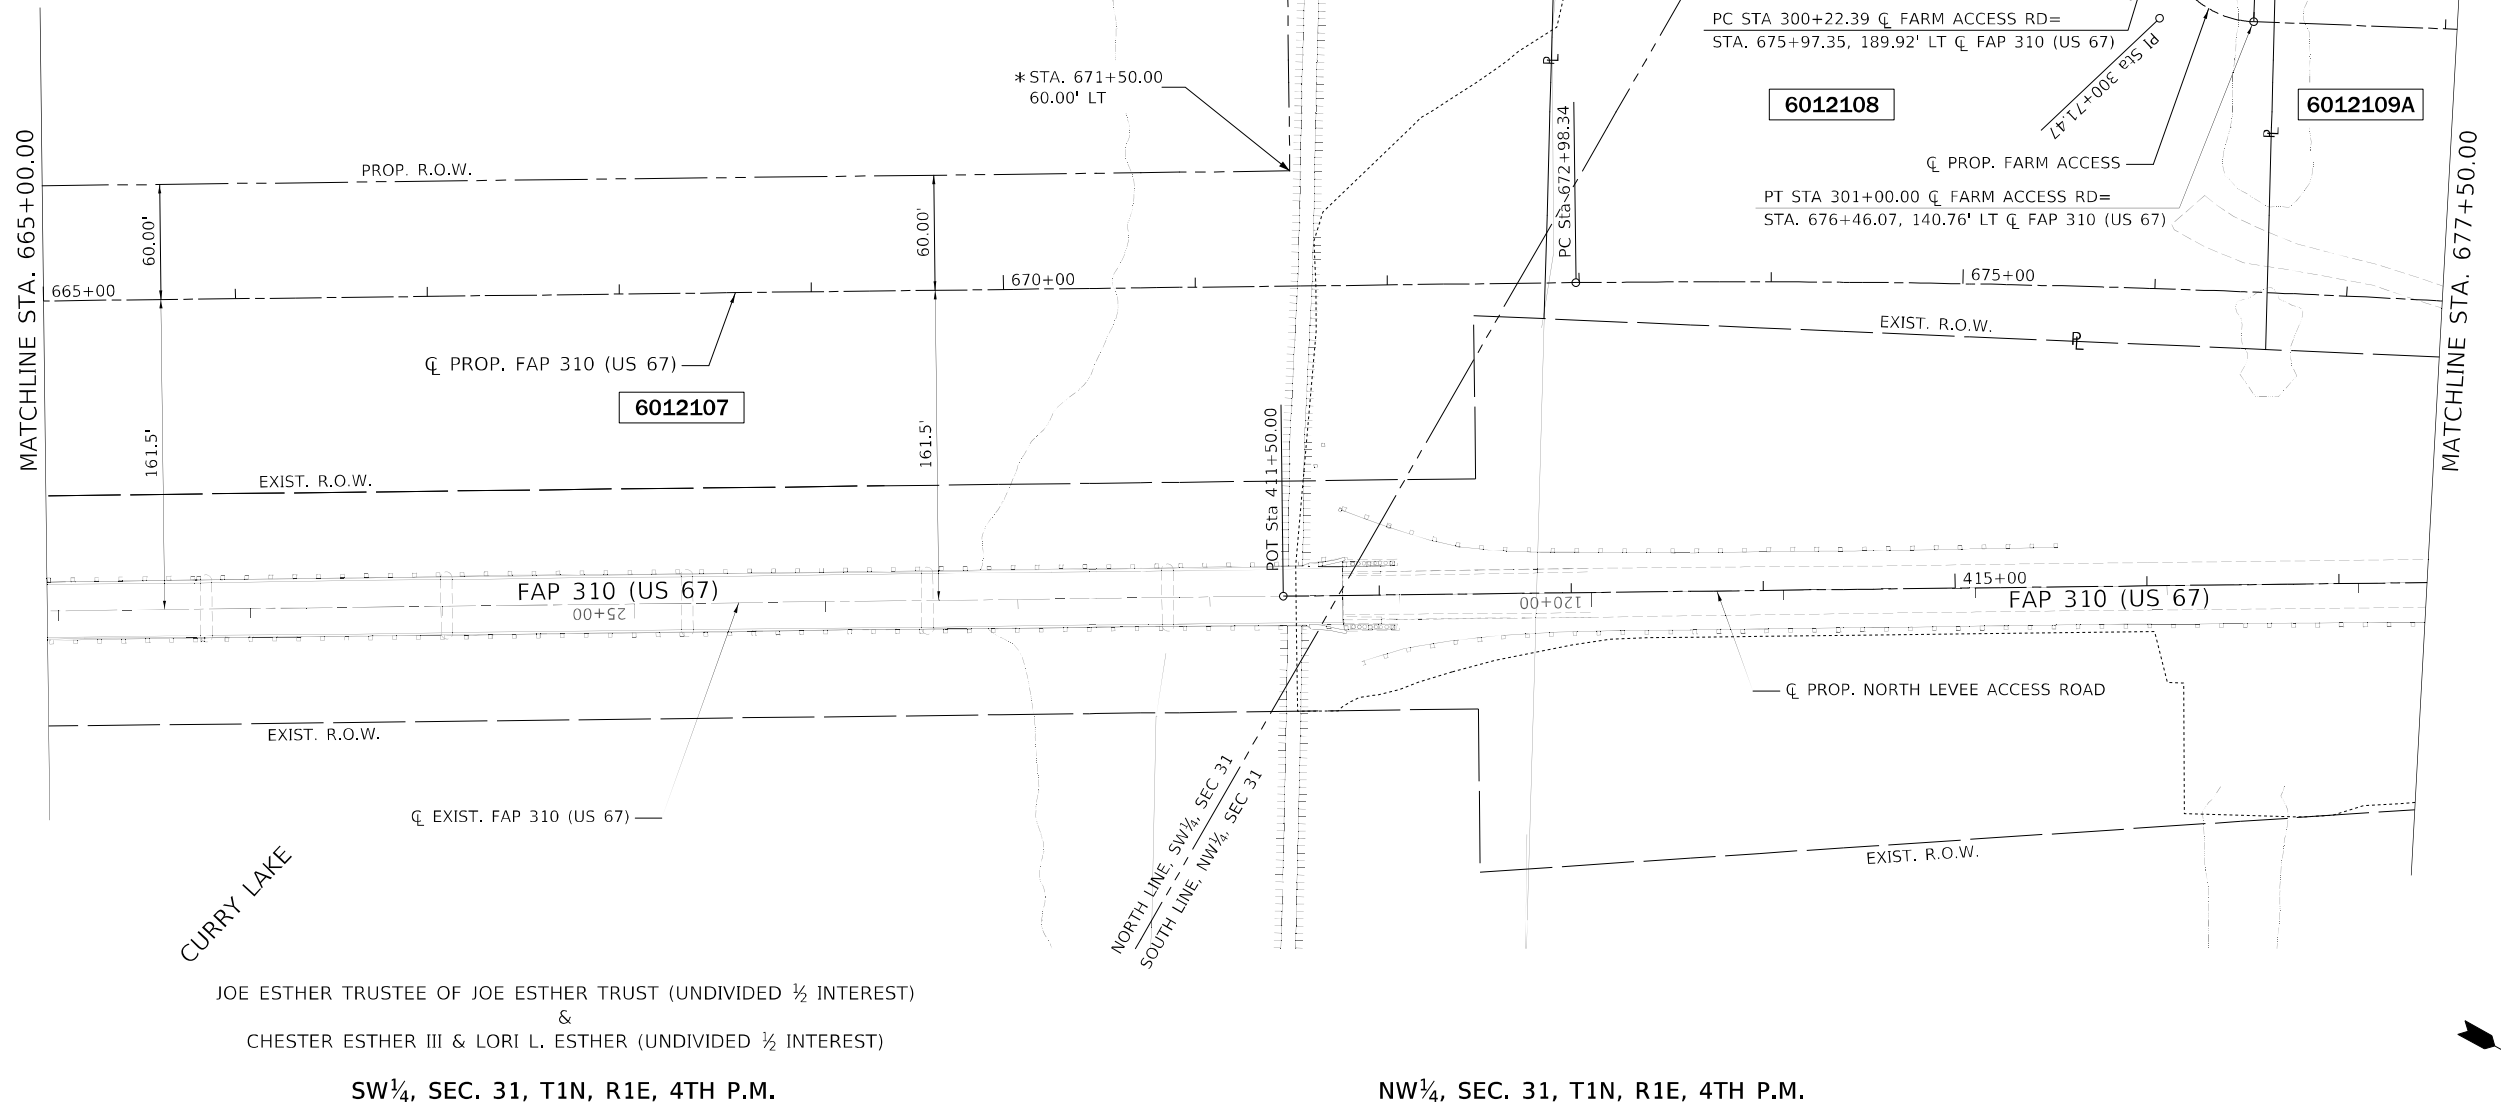 PC STA 300+22.39 ℄ FARM ACCESS RD=
STA. 675+97.35, 189.92' LT ℄ FAP 310 (US 67)
PI Sta 300+71.47
* STA. 671+50.00
60.00' LT
6012108
6012109A
℄ PROP. FARM ACCESS
PT STA 301+00.00 ℄ FARM ACCESS RD=
STA. 676+46.07, 140.76' LT ℄ FAP 310 (US 67)
PC Sta 672+98.34
MATCHLINE STA. 665+00.00
MATCHLINE STA. 677+50.00
PROP. R.O.W.
60.00'
60.00'
665+00
670+00
675+00
℄ PROP. FAP 310 (US 67)
EXIST. R.O.W.
℄
℄
℄
6012107
161.5'
161.5'
EXIST. R.O.W.
POT Sta 411+50.00
FAP 310 (US 67)
25+00
120+00
415+00
FAP 310 (US 67)
℄ PROP. NORTH LEVEE ACCESS ROAD
EXIST. R.O.W.
℄ EXIST. FAP 310 (US 67)
EXIST. R.O.W.
NORTH LINE, SW¼, SEC 31
SOUTH LINE, NW¼, SEC 31
CURRY LAKE
JOE ESTHER TRUSTEE OF JOE ESTHER TRUST (UNDIVIDED ½ INTEREST)
&
CHESTER ESTHER III & LORI L. ESTHER (UNDIVIDED ½ INTEREST)
SW¼, SEC. 31, T1N, R1E, 4TH P.M.
NW¼, SEC. 31, T1N, R1E, 4TH P.M.